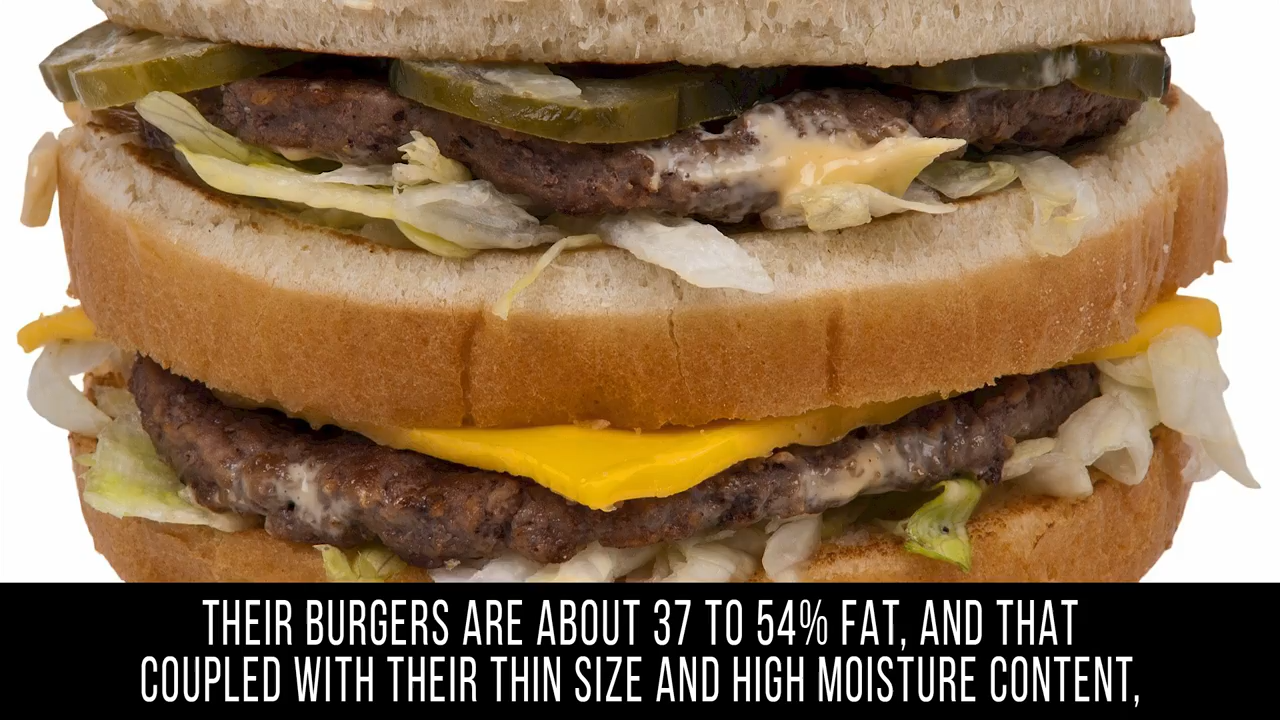 THEIR BURGERS ARE ABOUT 37 TO 54% FAT, AND THAT
COUPLED WITH THEIR THIN SIZE AND HIGH MOISTURE CONTENT,